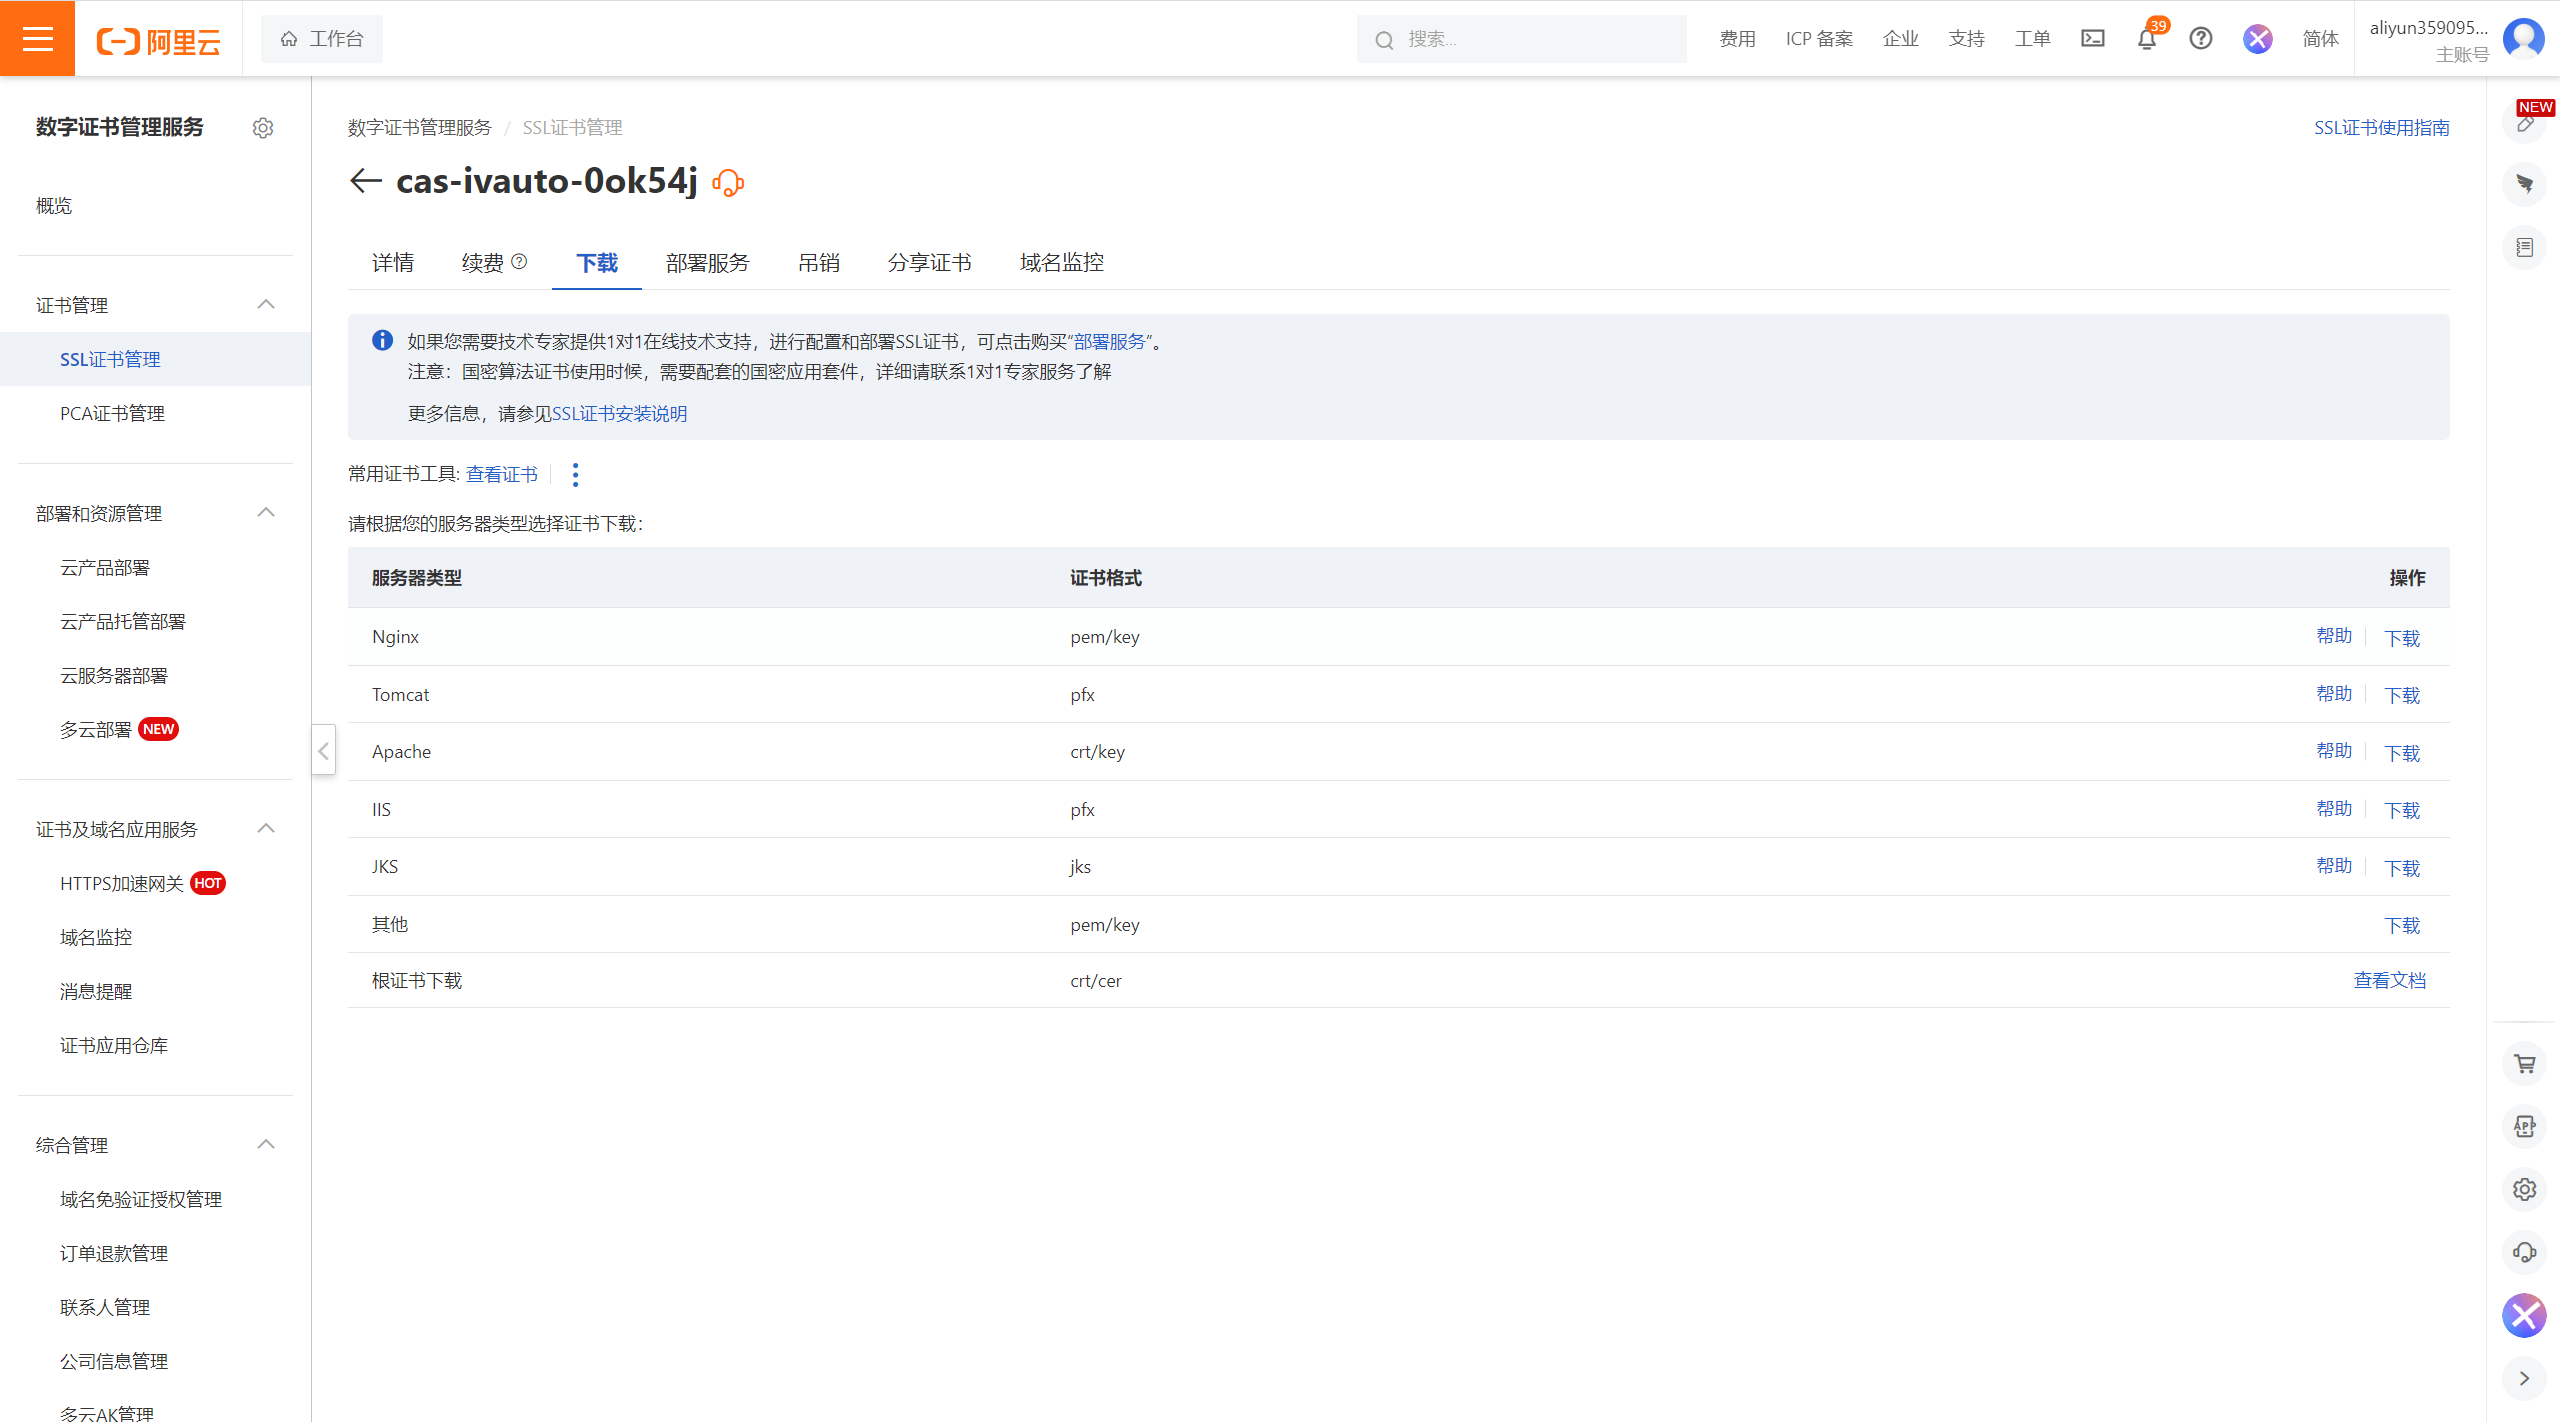 阿里云
工作台
搜索...
费用
ICP 备案
企业
支持
工单
39
简体
aliyun359095...
主账号
数字证书管理服务
概览
证书管理
SSL证书管理
PCA证书管理
部署和资源管理
云产品部署
云产品托管部署
云服务器部署
多云部署 NEW
证书及域名应用服务
HTTPS加速网关 HOT
域名监控
消息提醒
证书应用仓库
综合管理
域名免验证授权管理
订单退款管理
联系人管理
公司信息管理
多云AK管理
数字证书管理服务 / SSL证书管理
SSL证书使用指南
cas-ivauto-0ok54j
详情 续费 下载 部署服务 吊销 分享证书 域名监控
如果您需要技术专家提供1对1在线技术支持，进行配置和部署SSL证书，可点击购买“部署服务”。
注意：国密算法证书使用时候，需要配套的国密应用套件，详细请联系1对1专家服务了解
更多信息，请参见SSL证书安装说明
常用证书工具: 查看证书
请根据您的服务器类型选择证书下载：
服务器类型 证书格式 操作
Nginx pem/key 帮助 下载
Tomcat pfx 帮助 下载
Apache crt/key 帮助 下载
IIS pfx 帮助 下载
JKS jks 帮助 下载
其他 pem/key 下载
根证书下载 crt/cer 查看文档
NEW
APP